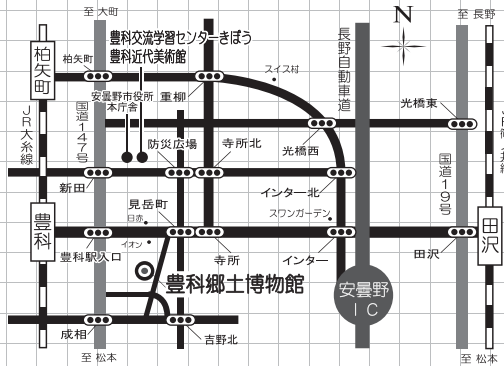 至 大町
豊科交流学習センターきぼう
豊科近代美術館
N
至 長野
柏矢町
柏矢町
スイス村
長野自動車道
安曇野市役所
本庁舎
重柳
光橋東
JR大糸線
国道147号
防災広場
寺所北
光橋西
国道19号
新田
インター北
見岳町
スワンガーデン
日赤
豊科
田沢
イオン
豊科駅入口
寺所
インター
田沢
豊科郷土博物館
安曇野
IC
成相
吉野北
至 松本
至 松本